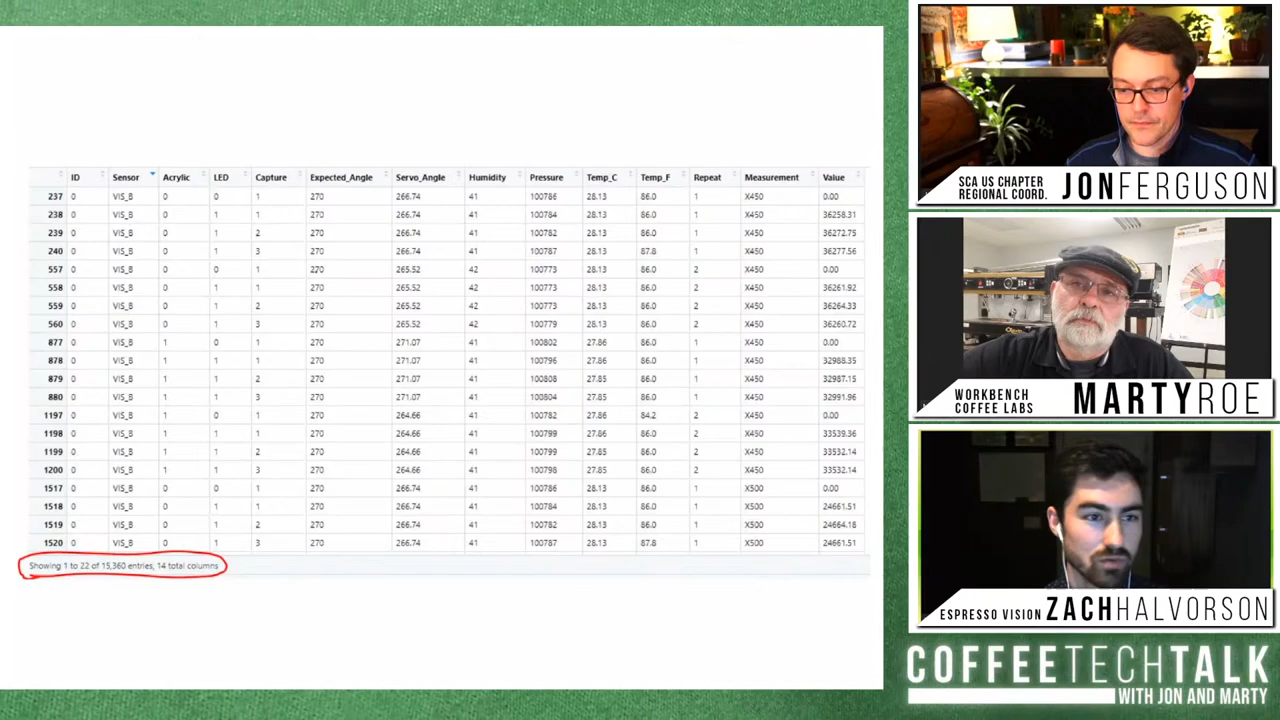 ID Sensor Acrylic LED Capture Expected_Angle Servo_Angle Humidity Pressure Temp_C Temp_F Repeat Measurement Value
237 0 VIS_B 0 0 1 270 266.74 41 100786 28.13 86.0 1 X450 0.00
238 0 VIS_B 0 1 1 270 266.74 41 100784 28.13 86.0 1 X450 36258.31
239 0 VIS_B 0 1 2 270 266.74 41 100782 28.13 86.0 1 X450 36272.75
240 0 VIS_B 0 1 3 270 266.74 41 100787 28.13 87.8 1 X450 36277.56
557 0 VIS_B 0 0 1 270 265.52 42 100773 28.13 86.0 2 X450 0.00
558 0 VIS_B 0 1 1 270 265.52 42 100773 28.13 86.0 2 X450 36261.92
559 0 VIS_B 0 1 2 270 265.52 42 100773 28.13 86.0 2 X450 36264.33
560 0 VIS_B 0 1 3 270 265.52 42 100779 28.13 86.0 2 X450 36260.72
877 0 VIS_B 1 0 1 270 271.07 41 100802 27.86 86.0 1 X450 0.00
878 0 VIS_B 1 1 1 270 271.07 41 100796 27.85 86.0 1 X450 32988.35
879 0 VIS_B 1 1 2 270 271.07 41 100808 27.85 86.0 1 X450 32987.15
880 0 VIS_B 1 1 3 270 271.07 41 100804 27.85 86.0 1 X450 32991.96
1197 0 VIS_B 1 0 1 270 264.66 41 100782 27.86 84.2 2 X450 0.00
1198 0 VIS_B 1 1 1 270 264.66 41 100799 27.86 86.0 2 X450 33539.36
1199 0 VIS_B 1 1 2 270 264.66 41 100799 27.85 86.0 2 X450 33532.14
1200 0 VIS_B 1 1 3 270 264.66 41 100798 27.85 86.0 2 X450 33532.14
1517 0 VIS_B 0 0 1 270 266.74 41 100786 28.13 86.0 1 X500 0.00
1518 0 VIS_B 0 1 1 270 266.74 41 100784 28.13 86.0 1 X500 24661.51
1519 0 VIS_B 0 1 2 270 266.74 41 100782 28.13 86.0 1 X500 24664.18
1520 0 VIS_B 0 1 3 270 266.74 41 100787 28.13 87.8 1 X500 24661.51
Showing 1 to 22 of 15,360 entries, 14 total columns
SCA US CHAPTER
REGIONAL COORD.
JONFERGUSON
WORKBENCH
COFFEE LABS
MARTYROE
ESPRESSO VISION
ZACHHALVORSON
COFFEETECHTALK
WITH JON AND MARTY